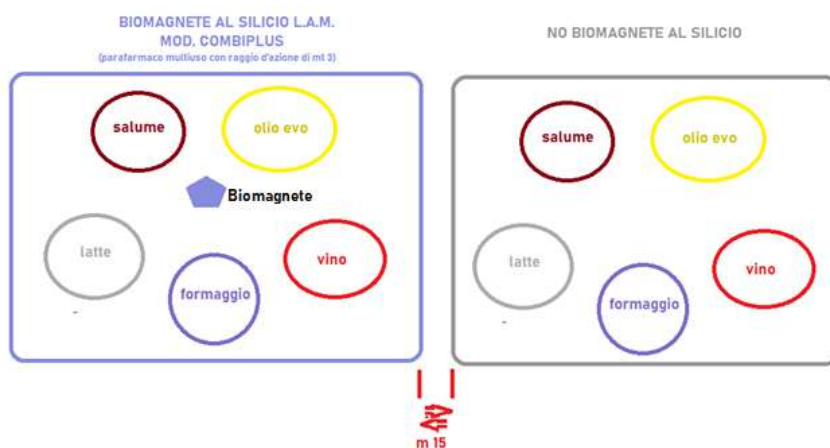 BIOMAGNETE AL SILICIO L.A.M.
MOD. COMBIPLUS
(parafarmaco multiuso con raggio d'azione di mt 3)
salume
olio evo
Biomagnete
latte
vino
formaggio
NO BIOMAGNETE AL SILICIO
salume
olio evo
latte
vino
formaggio
m 15